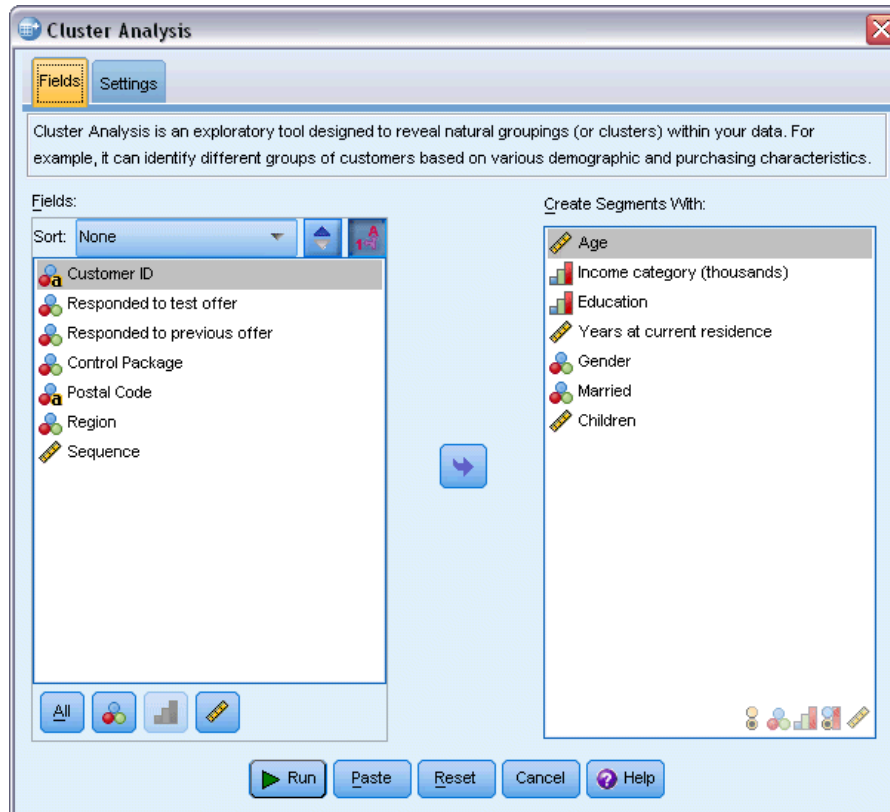 Cluster Analysis
Fields
Settings
Cluster Analysis is an exploratory tool designed to reveal natural groupings (or clusters) within your data. For
example, it can identify different groups of customers based on various demographic and purchasing characteristics.
Fields:
Sort: None
Customer ID
Responded to test offer
Responded to previous offer
Control Package
Postal Code
Region
Sequence
All
Create Segments With:
Age
Income category (thousands)
Education
Years at current residence
Gender
Married
Children
Run
Paste
Reset
Cancel
Help